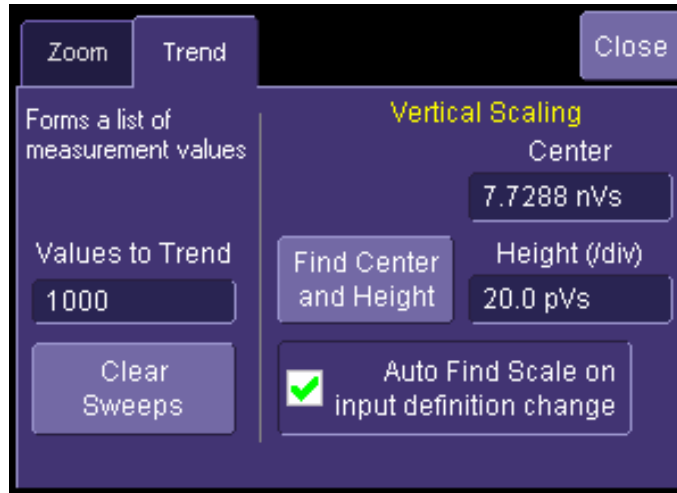 Zoom
Trend
Close
Forms a list of
measurement values
Values to Trend
1000
Clear
Sweeps
Vertical Scaling
Center
7.7288 nVs
Find Center
and Height
Height (/div)
20.0 pVs
Auto Find Scale on
input definition change